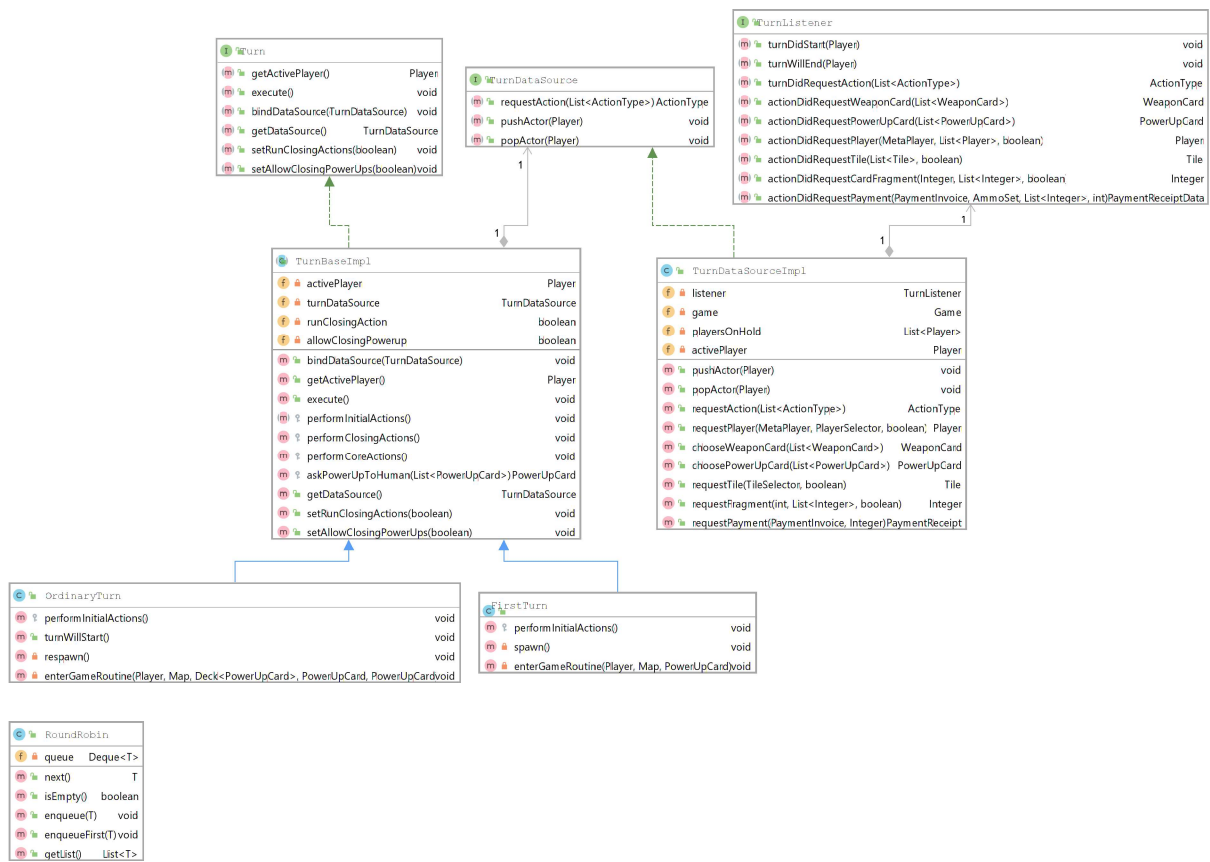 Turn
getActivePlayer() Player
execute() void
bindDataSource(TurnDataSource) void
getDataSource() TurnDataSource
setRunClosingActions(boolean) void
setAllowClosingPowerUps(boolean)void
TurnDataSource
requestAction(List<ActionType>) ActionType
pushActor(Player) void
popActor(Player) void
TurnListener
turnDidStart(Player) void
turnWillEnd(Player) void
turnDidRequestAction(List<ActionType>) ActionType
actionDidRequestWeaponCard(List<WeaponCard>) WeaponCard
actionDidRequestPowerUpCard(List<PowerUpCard>) PowerUpCard
actionDidRequestPlayer(MetaPlayer, List<Player>, boolean) Player
actionDidRequestTile(List<Tile>, boolean) Tile
actionDidRequestCardFragment(Integer, List<Integer>, boolean Integer
actionDidRequestPayment(PaymentInvoice, AmmoSet, List<Integer>, int)PaymentReceiptData
1
1
1
1
TurnBaseImpl
activePlayer Player
turnDataSource TurnDataSource
runClosingAction boolean
allowClosingPowerup boolean
bindDataSource(TurnDataSource) void
getActivePlayer() Player
execute() void
performInitialActions() void
performClosingActions() void
performCoreActions() void
askPowerUpToHuman(List<PowerUpCard>)PowerUpCard
getDataSource() TurnDataSource
setRunClosingActions(boolean) void
setAllowClosingPowerUps(boolean) void
TurnDataSourceImpl
listener TurnListener
game Game
playersOnHold List<Player>
activePlayer Player
pushActor(Player) void
popActor(Player) void
requestAction(List<ActionType>) ActionType
requestPlayer(MetaPlayer, PlayerSelector, boolean) Player
chooseWeaponCard(List<WeaponCard>) WeaponCard
choosePowerUpCard(List<PowerUpCard>) PowerUpCard
requestTile(TileSelector, boolean) Tile
requestFragment(int, List<Integer>, boolean) Integer
requestPayment(PaymentInvoice, Integer)PaymentReceipt
OrdinaryTurn
performInitialActions() void
turnWillStart() void
respawn() void
enterGameRoutine(Player, Map, Deck<PowerUpCard>, PowerUpCard, PowerUpCardvoid
FirstTurn
performInitialActions() void
spawn() void
enterGameRoutine(Player, Map, PowerUpCard)void
RoundRobin
queue Deque<T>
next() T
isEmpty() boolean
enqueue(T) void
enqueueFirst(T) void
getList() List<T>